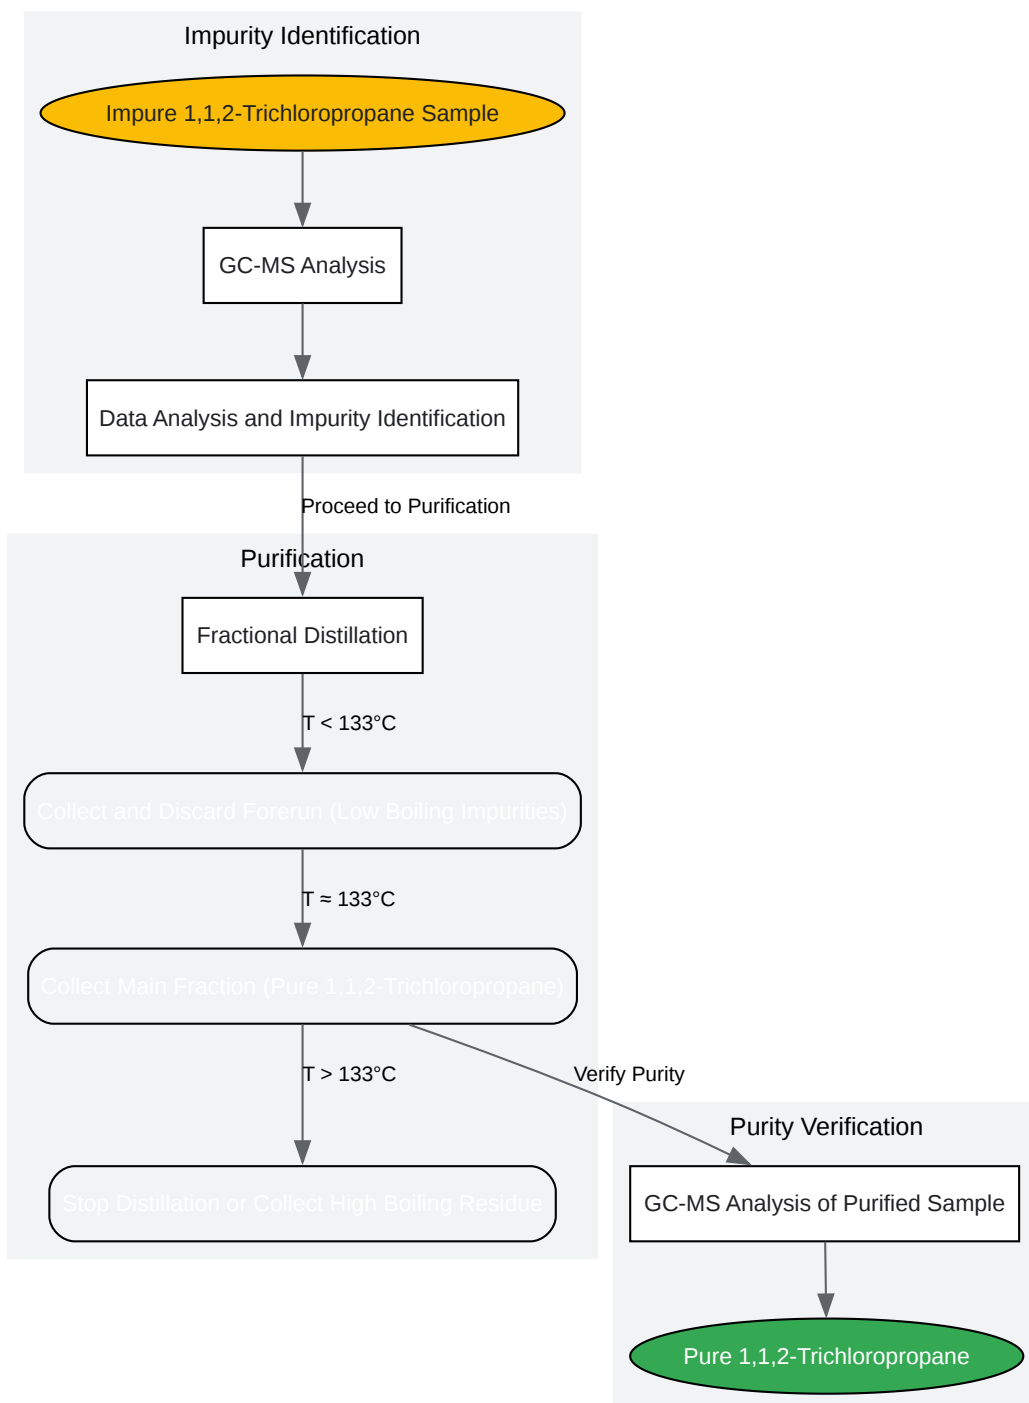 Impurity Identification
Impure 1,1,2-Trichloropropane Sample
GC-MS Analysis
Data Analysis and Impurity Identification
Proceed to Purification
Purification
Fractional Distillation
T < 133°C
Collect and Discard Forerun (Low Boiling Impurities)
T ≈ 133°C
Collect Main Fraction (Pure 1,1,2-Trichloropropane)
T > 133°C
Verify Purity
Stop Distillation or Collect High Boiling Residue
Purity Verification
GC-MS Analysis of Purified Sample
Pure 1,1,2-Trichloropropane